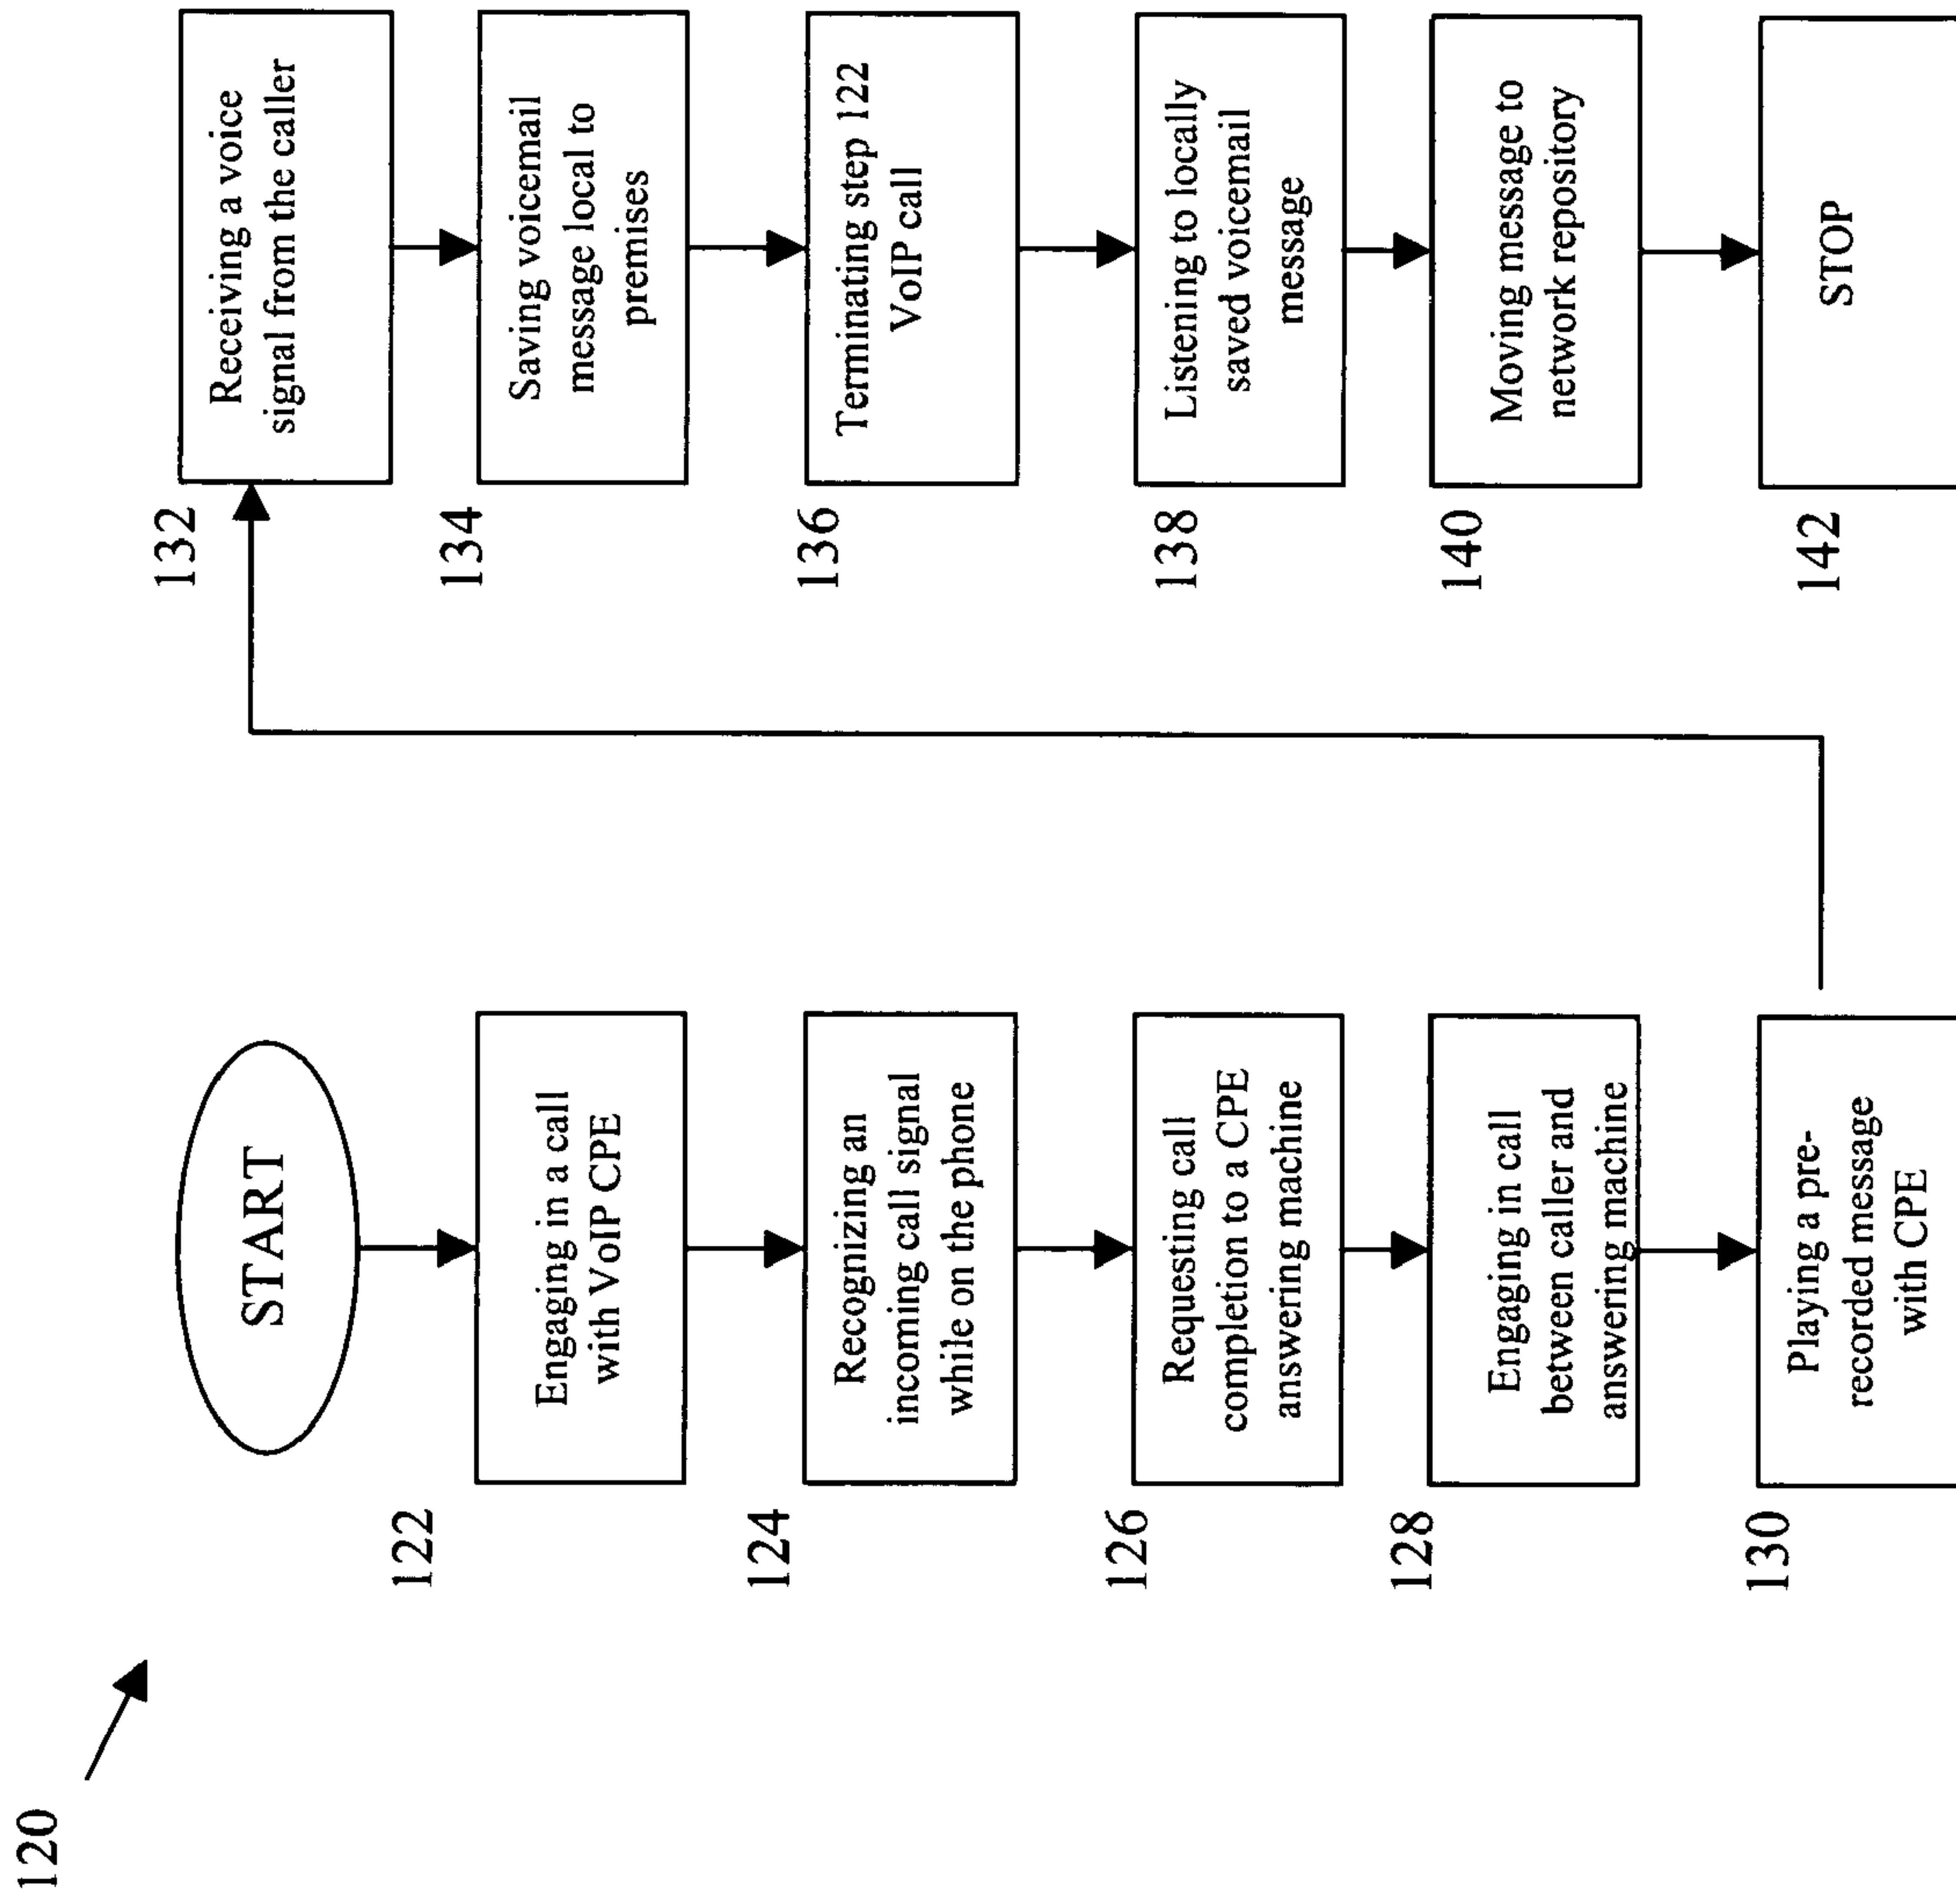 120
START
122
Engaging in a call
with VoIP CPE
124
Recognizing an
incoming call signal
while on the phone
126
Requesting call
completion to a CPE
answering machine
128
Engaging in call
between caller and
answering machine
130
Playing a pre-
recorded message
with CPE
132
Receiving a voice
signal from the caller
134
Saving voicemail
message local to
premises
136
Terminating step 122
VoIP call
138
Listening to locally
saved voicemail
message
140
Moving message to
network repository
142
STOP